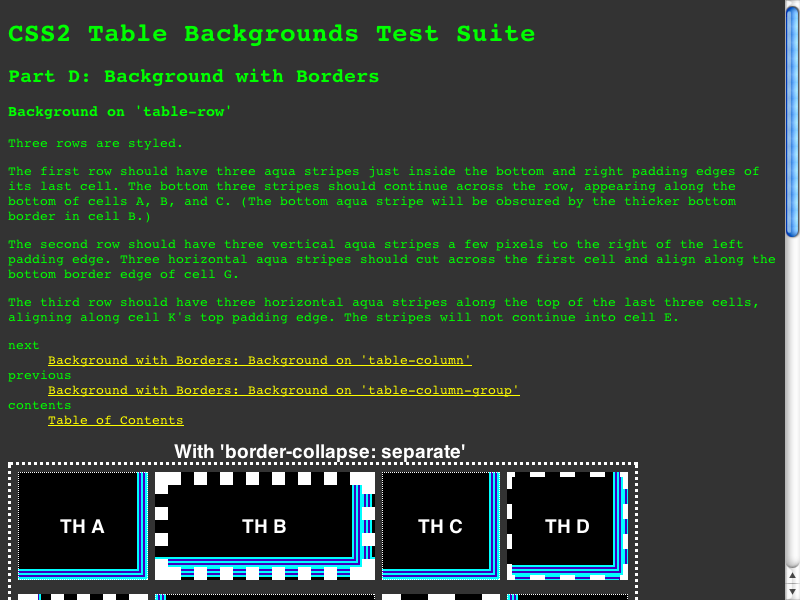 CSS2 Table Backgrounds Test Suite
Part D: Background with Borders
Background on 'table-row'
Three rows are styled.
The first row should have three aqua stripes just inside the bottom and right padding edges of
its last cell. The bottom three stripes should continue across the row, appearing along the
bottom of cells A, B, and C. (The bottom aqua stripe will be obscured by the thicker bottom
border in cell B.)
The second row should have three vertical aqua stripes a few pixels to the right of the left
padding edge. Three horizontal aqua stripes should cut across the first cell and align along the
bottom border edge of cell G.
The third row should have three horizontal aqua stripes along the top of the last three cells,
aligning along cell K's top padding edge. The stripes will not continue into cell E.
next
Background with Borders: Background on 'table-column'
previous
Background with Borders: Background on 'table-column-group'
contents
Table of Contents
With 'border-collapse: separate'
TH A TH B TH C TH D